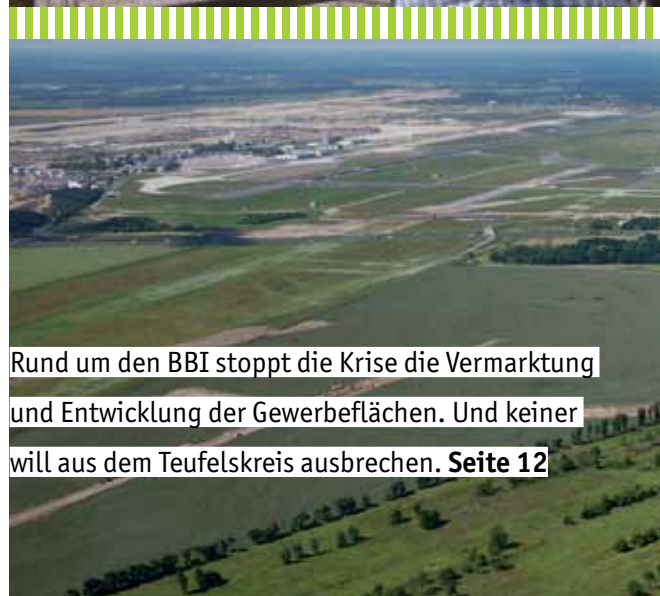 Rund um den BBI stoppt die Krise die Vermarktung
und Entwicklung der Gewerbeflächen. Und keiner
will aus dem Teufelskreis ausbrechen. Seite 12